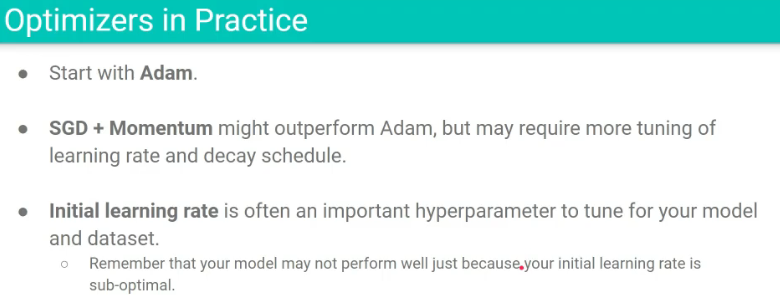 Optimizers in Practice
● Start with Adam.
● SGD + Momentum might outperform Adam, but may require more tuning of
learning rate and decay schedule.
● Initial learning rate is often an important hyperparameter to tune for your model
and dataset.
○ Remember that your model may not perform well just because your initial learning rate is
sub-optimal.